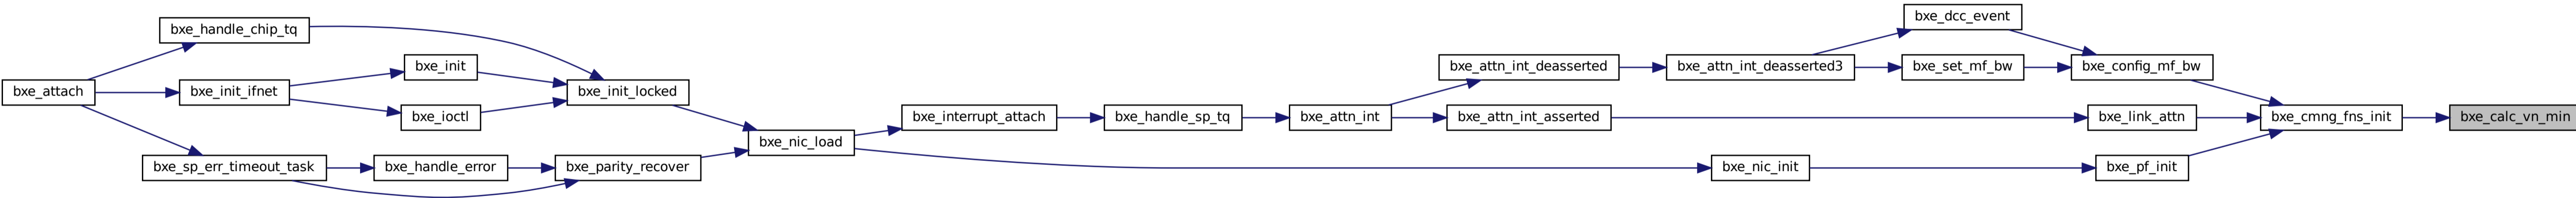 bxe_attach
bxe_handle_chip_tq
bxe_init_ifnet
bxe_sp_err_timeout_task
bxe_init
bxe_ioctl
bxe_handle_error
bxe_init_locked
bxe_parity_recover
bxe_nic_load
bxe_interrupt_attach
bxe_handle_sp_tq
bxe_attn_int
bxe_attn_int_deasserted
bxe_attn_int_asserted
bxe_attn_int_deasserted3
bxe_nic_init
bxe_dcc_event
bxe_set_mf_bw
bxe_config_mf_bw
bxe_link_attn
bxe_pf_init
bxe_cmng_fns_init
bxe_calc_vn_min